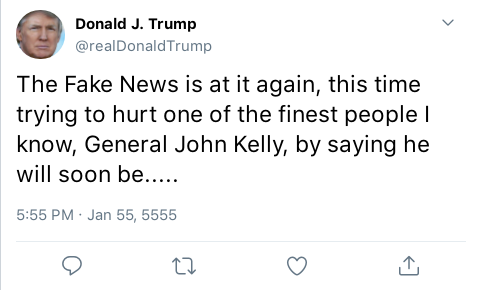 Donald J. Trump
@realDonaldTrump
The Fake News is at it again, this time
trying to hurt one of the finest people I
know, General John Kelly, by saying he
will soon be.....
5:55 PM · Jan 55, 5555